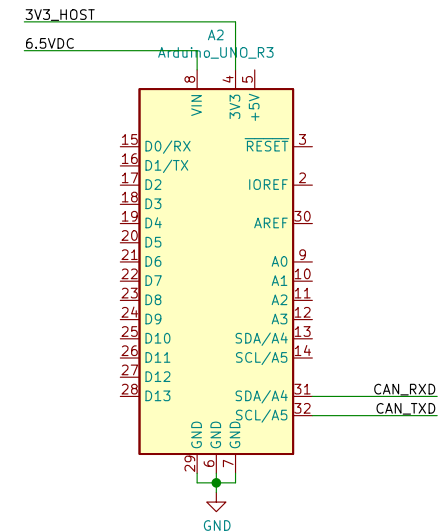 3V3_HOST
A2
6.5VDC
Arduino_UNO_R3
8 4 5
VIN 3V3 +5V
15 D0/RX RESET 3
16 D1/TX
17 D2 IOREF 2
18 D3
19 D4 AREF 30
20 D5
21 D6 A0 9
22 D7 A1 10
23 D8 A2 11
24 D9 A3 12
25 D10 SDA/A4 13
26 D11 SCL/A5 14
27 D12
28 D13 SDA/A4 31 CAN_RXD
SCL/A5 32 CAN_TXD
GND GND GND
29 6 7
GND